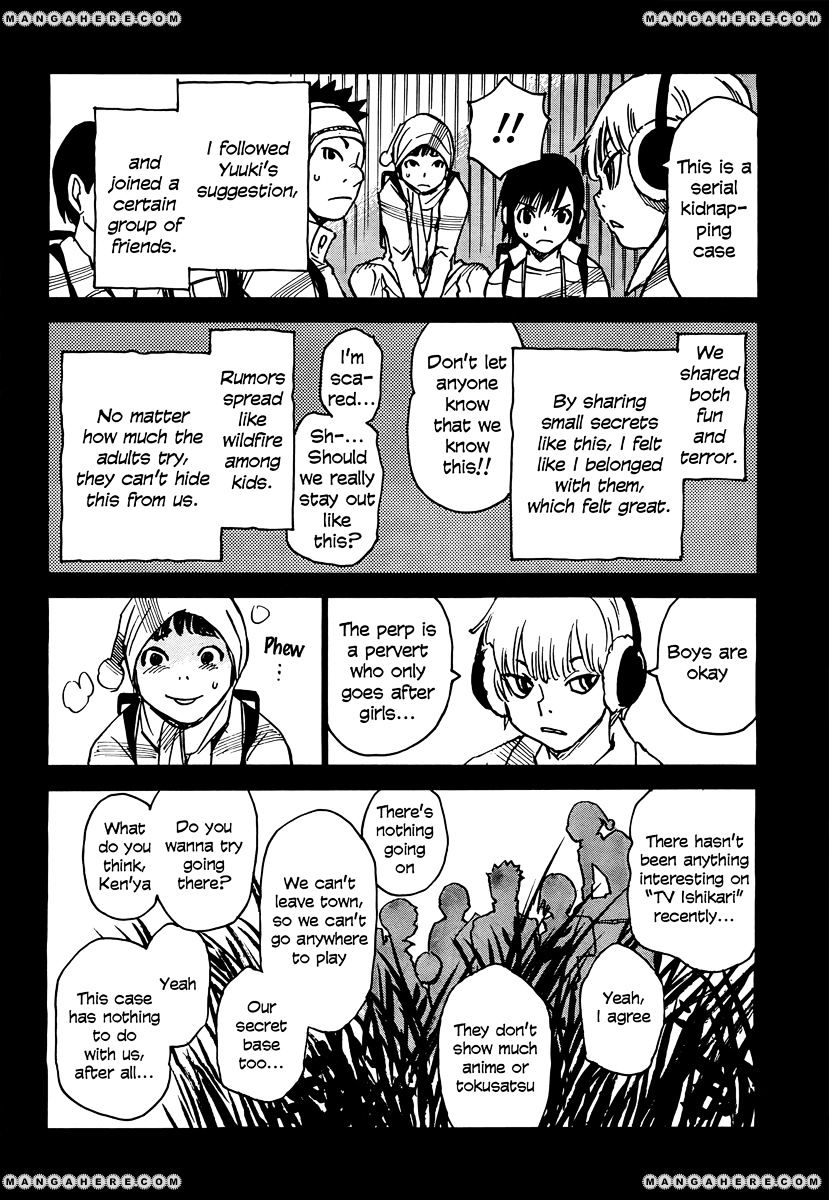 MANGAHERE.COM
MANGAHERE.COM
This is a
serial
kidnap-
ping
case
!!
I followed
Yuuki's
suggestion,
and
joined a
certain
group of
friends.
We
shared
both
fun
and
terror.
By sharing
small secrets
like this, I felt
like I belonged
with them,
which felt great.
Don't let
anyone
know
that we
know
this!!
I'm
sca-
red...
Sh-...
Should
we really
stay out
like
this?
Rumors
spread
like
wildfire
among
kids.
No matter
how much the
adults try,
they can't hide
this from us.
Boys are
okay
The perp is
a pervert
who only
goes after
girls...
Phew
...
There hasn't
been anything
interesting on
"TV Ishikari"
recently...
Yeah,
I agree
They don't
show much
anime or
tokusatsu
There's
nothing
going
on
We can't
leave town,
so we can't
go anywhere
to play
Our
secret
base
too...
Do you
wanna try
going
there?
What
do you
think,
Ken'ya
Yeah
This case
has nothing
to do
with us,
after all...
MANGAHERE.COM
MANGAHERE.COM